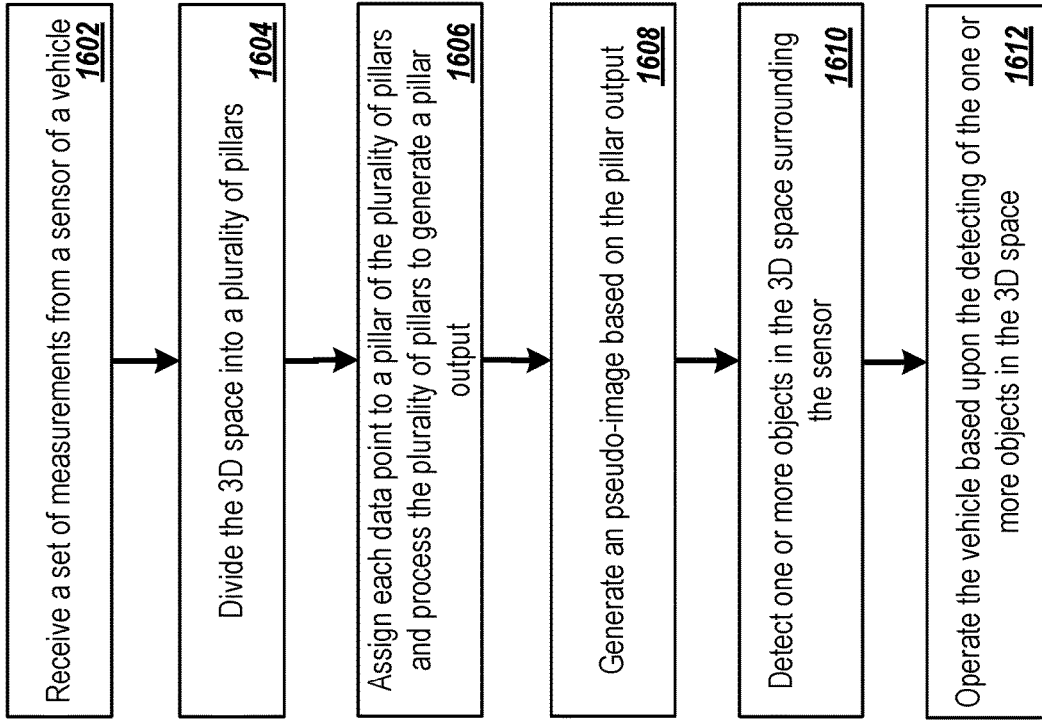 Receive a set of measurements from a sensor of a vehicle
1602
Divide the 3D space into a plurality of pillars
1604
Assign each data point to a pillar of the plurality of pillars
and process the plurality of pillars to generate a pillar
output
1606
Generate an pseudo-image based on the pillar output
1608
Detect one or more objects in the 3D space surrounding
the sensor
1610
Operate the vehicle based upon the detecting of the one or
more objects in the 3D space
1612